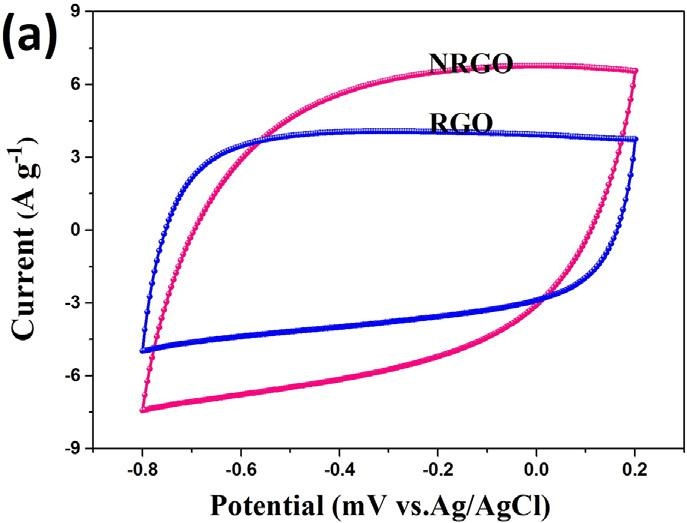 (a)
9
6
3
0
-3
-6
-9
Current (A g-1)
NRGO
RGO
-0.8 -0.6 -0.4 -0.2 0.0 0.2
Potential (mV vs.Ag/AgCl)